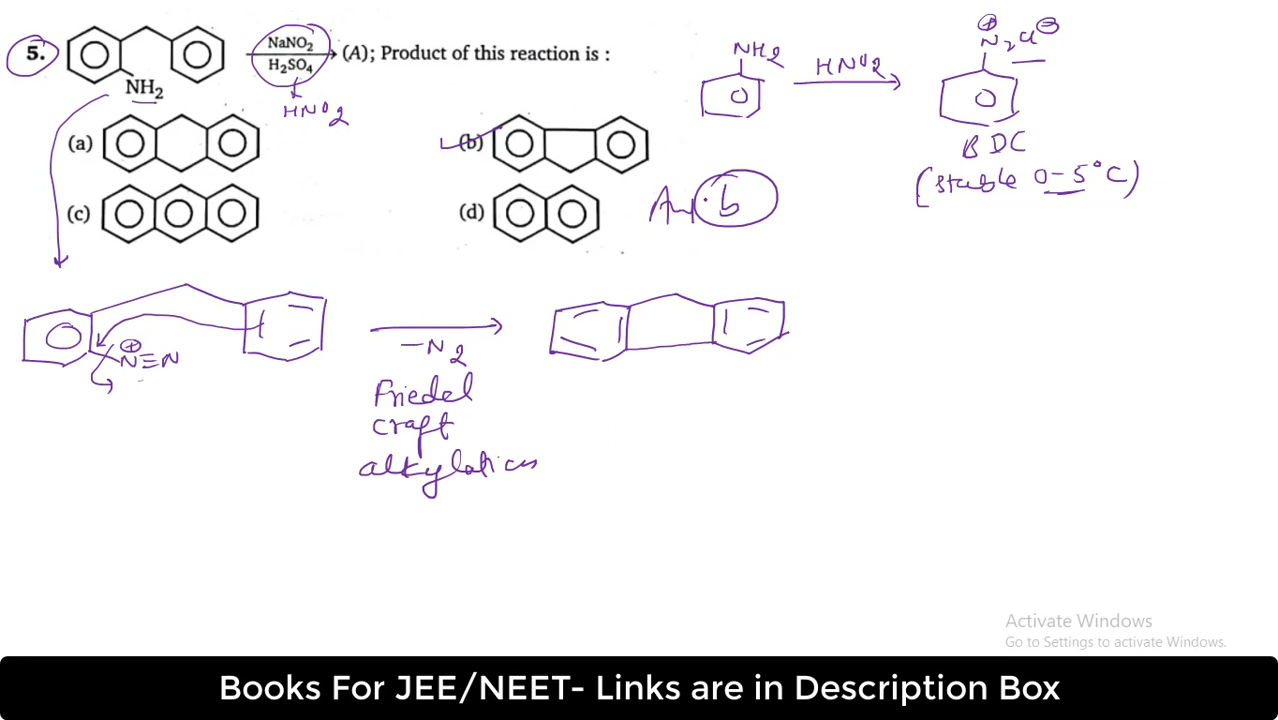 5.
NaNO2
H2SO4
(A); Product of this reaction is :
NH2
HNO2
(a)
(b)
(c)
(d)
Ans. b
NH2
HNO2
⊕
N2Cl⊖
BDC
(stable 0-5°C)
⊕
N≡N
-N2
Friedel
craft
alkylation
Activate Windows
Go to Settings to activate Windows.
Books For JEE/NEET- Links are in Description Box